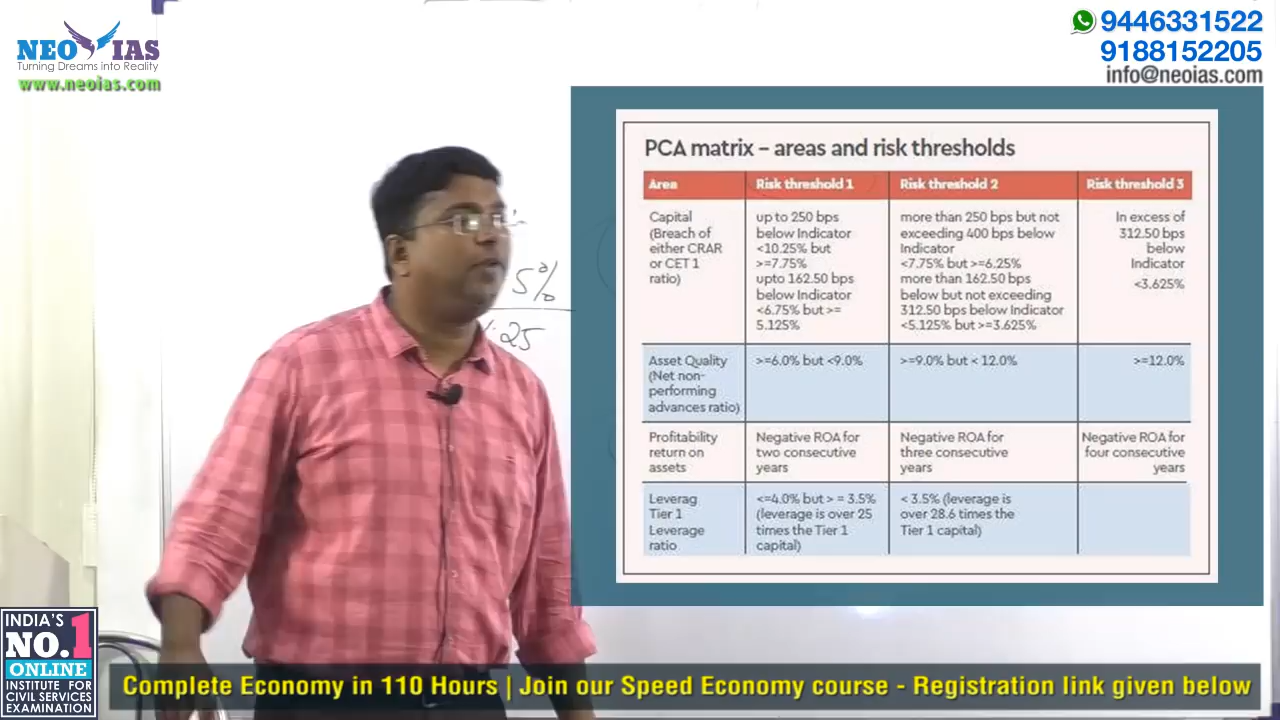 NEO IAS
Turning Dreams into Reality
www.neoias.com
9446331522
9188152205
info@neoias.com
5%
.25
PCA matrix – areas and risk thresholds
Area
Risk threshold 1
Risk threshold 2
Risk threshold 3
Capital
(Breach of
either CRAR
or CET 1
ratio)
up to 250 bps
below Indicator
<10.25% but
>=7.75%
upto 162.50 bps
below Indicator
<6.75% but >=
5.125%
more than 250 bps but not
exceeding 400 bps below
Indicator
<7.75% but >=6.25%
more than 162.50 bps
below but not exceeding
312.50 bps below Indicator
<5.125% but >=3.625%
In excess of
312.50 bps
below
Indicator
<3.625%
Asset Quality
(Net non-
performing
advances ratio)
>=6.0% but <9.0%
>=9.0% but < 12.0%
>=12.0%
Profitability
return on
assets
Negative ROA for
two consecutive
years
Negative ROA for
three consecutive
years
Negative ROA for
four consecutive
years
Leverag
Tier 1
Leverage
ratio
<=4.0% but > = 3.5%
(leverage is over 25
times the Tier 1
capital)
< 3.5% (leverage is
over 28.6 times the
Tier 1 capital)
INDIA'S
NO.1
ONLINE
INSTITUTE FOR
CIVIL SERVICES
EXAMINATION
Complete Economy in 110 Hours | Join our Speed Economy course - Registration link given below